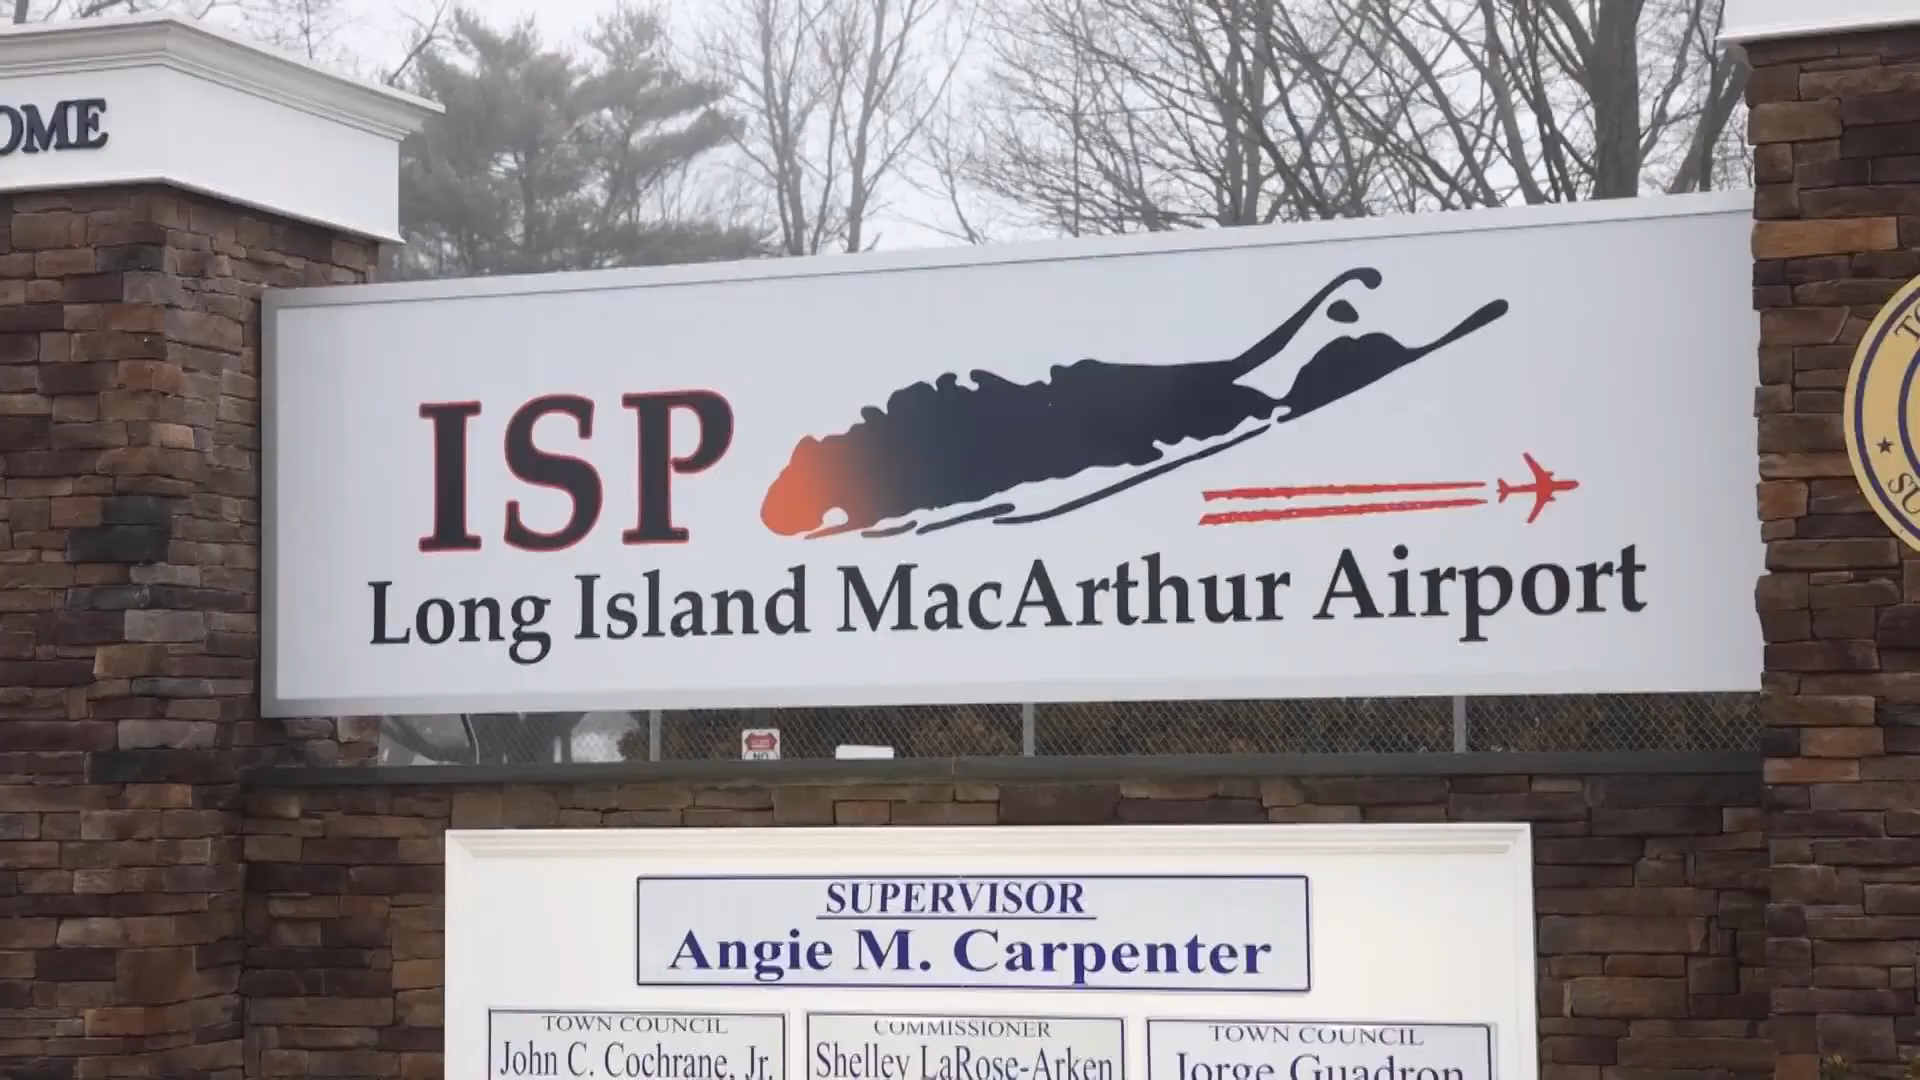 OME
ISP
Long Island MacArthur Airport
NO
SUPERVISOR
Angie M. Carpenter
TOWN COUNCIL
John C. Cochrane, Jr.
COMMISSIONER
Shelley LaRose-Arken
TOWN COUNCIL
Jorge Guadron